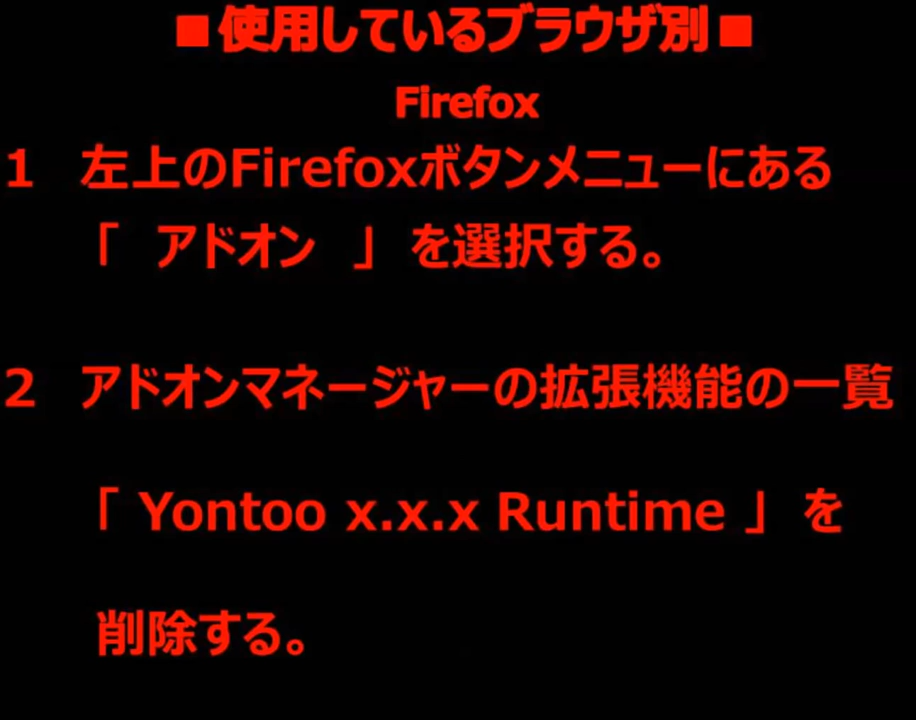 ■使用しているブラウザ別■
Firefox
1 左上のFirefoxボタンメニューにある
「 アドオン 」を選択する。
2 アドオンマネージャーの拡張機能の一覧
「 Yontoo x.x.x Runtime 」を
削除する。